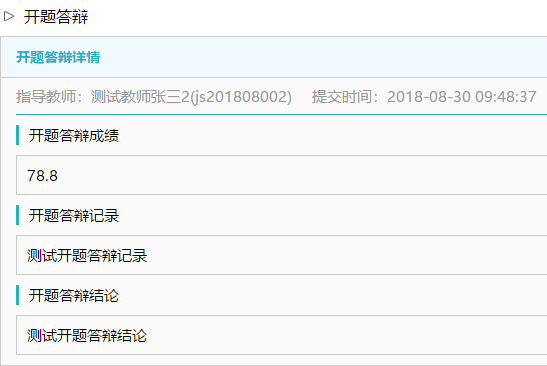 开题答辩
开题答辩详情
指导教师：测试教师张三2(js201808002) 提交时间：2018-08-30 09:48:37
开题答辩成绩
78.8
开题答辩记录
测试开题答辩记录
开题答辩结论
测试开题答辩结论